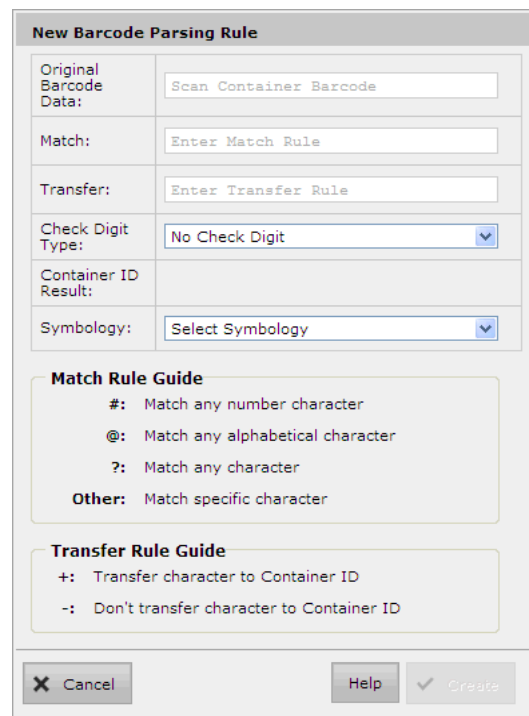 New Barcode Parsing Rule
Original
Barcode
Data:
Scan Container Barcode
Match:
Enter Match Rule
Transfer:
Enter Transfer Rule
Check Digit
Type:
No Check Digit
Container ID
Result:
Symbology:
Select Symbology
Match Rule Guide
#: Match any number character
@: Match any alphabetical character
?: Match any character
Other: Match specific character
Transfer Rule Guide
+: Transfer character to Container ID
-: Don't transfer character to Container ID
Cancel
Help
Create